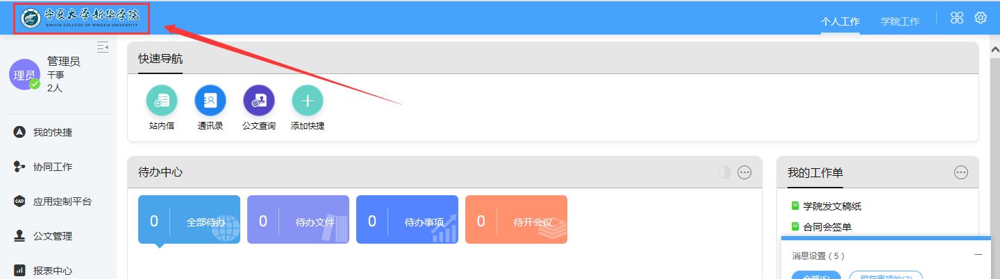 宁夏大学新华学院
XINHUA COLLEGE OF NINGXIA UNIVERSITY
个人工作 学院工作
理员
管理员
干事
2人
我的快捷
协同工作
CAP 应用定制平台
公文管理
报表中心
快速导航
站内信 通讯录 公文查询 添加快捷
待办中心
0 全部待办 0 待办文件 0 待办事项 0 待开会议
我的工作单
学院发文稿纸
合同会签单
消息设置 ( 5 )
全部(5) 跟踪事项的(2)